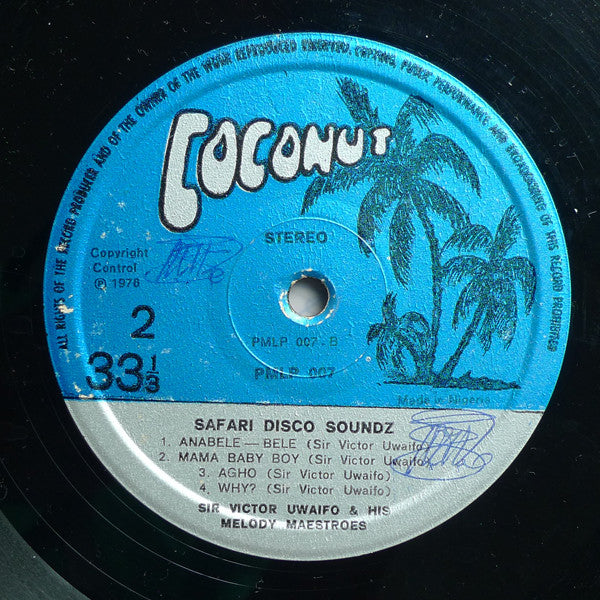 ALL RIGHTS OF THE RECORD PRODUCER AND OF THE OWNER OF THE WORK REPRODUCED RESERVED, COPYING, PUBLIC PERFORMANCE AND BROADCASTING OF THIS RECORD PROHIBITED
COCONUT
STEREO
Copyright
Control
℗ 1976
2
33 1/3
PMLP 007.B
PMLP 007
Made in Nigeria
SAFARI DISCO SOUNDZ
1. ANABELE — BELE (Sir Victor Uwaifo)
2. MAMA BABY BOY (Sir Victor Uwaifo)
3. AGHO (Sir Victor Uwaifo)
4. WHY? (Sir Victor Uwaifo)
SIR VICTOR UWAIFO & HIS
MELODY MAESTROES